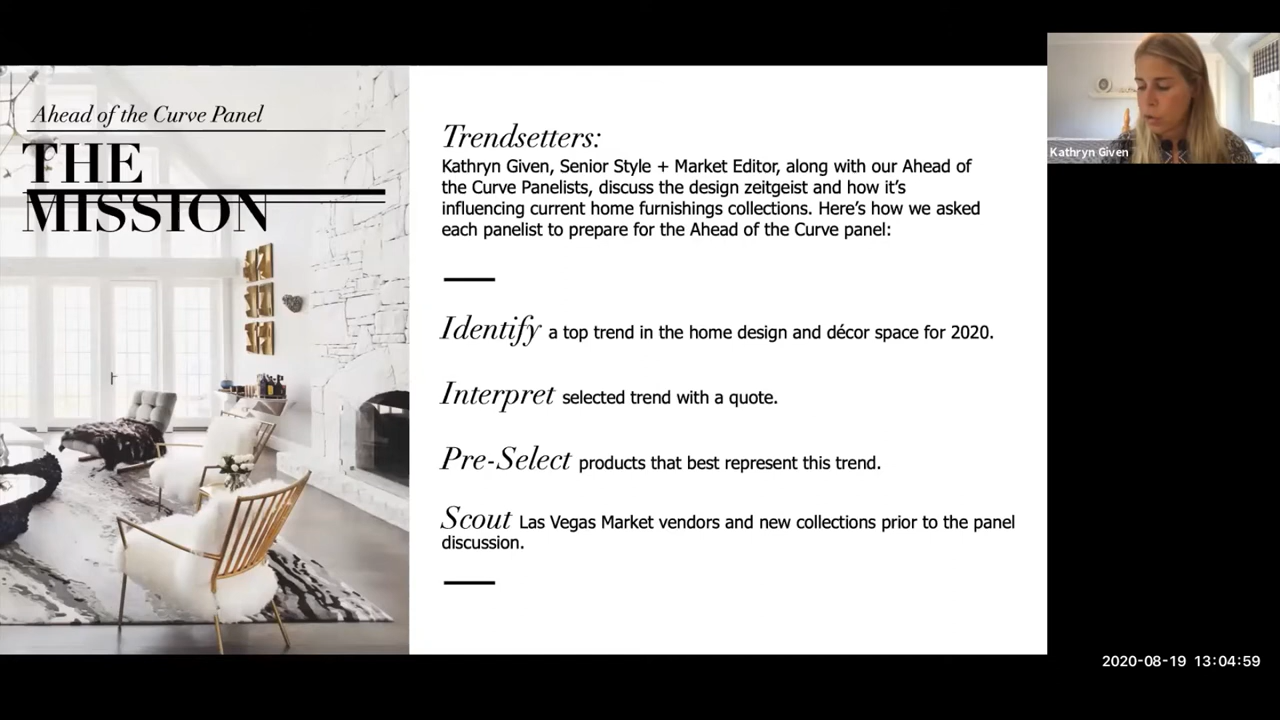 Ahead of the Curve Panel
THE
MISSION
Trendsetters:
Kathryn Given, Senior Style + Market Editor, along with our Ahead of
the Curve Panelists, discuss the design zeitgeist and how it's
influencing current home furnishings collections. Here's how we asked
each panelist to prepare for the Ahead of the Curve panel:
Identify a top trend in the home design and décor space for 2020.
Interpret selected trend with a quote.
Pre-Select products that best represent this trend.
Scout Las Vegas Market vendors and new collections prior to the panel
discussion.
Kathryn Given
2020-08-19 13:04:59